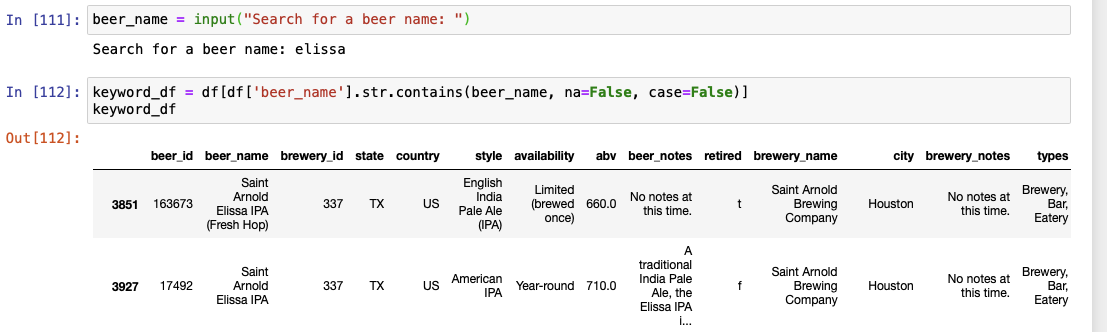 In [111]: beer_name = input("Search for a beer name: ")
Search for a beer name: elissa
In [112]: keyword_df = df[df['beer_name'].str.contains(beer_name, na=False, case=False)]
keyword_df
Out[112]:
beer_id beer_name brewery_id state country style availability abv beer_notes retired brewery_name city brewery_notes types
3851 163673 Saint Arnold Elissa IPA (Fresh Hop) 337 TX US English India Pale Ale (IPA) Limited (brewed once) 660.0 No notes at this time. t Saint Arnold Brewing Company Houston No notes at this time. Brewery, Bar, Eatery
3927 17492 Saint Arnold Elissa IPA 337 TX US American IPA Year-round 710.0 A traditional India Pale Ale, the Elissa IPA i... f Saint Arnold Brewing Company Houston No notes at this time. Brewery, Bar, Eatery